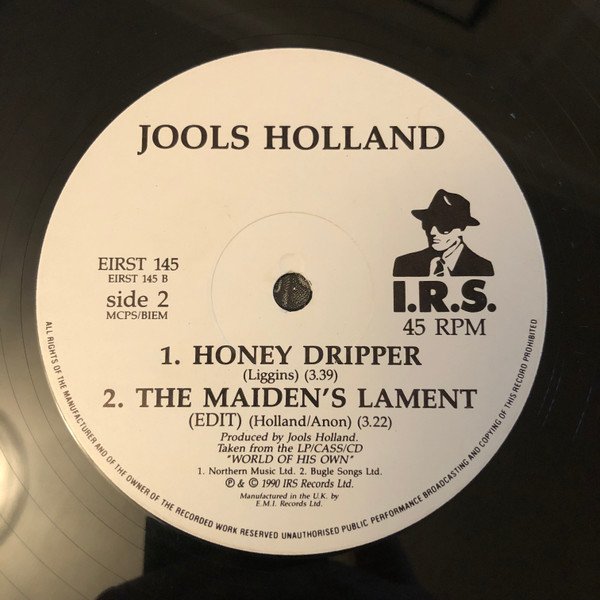 JOOLS HOLLAND
EIRST 145
EIRST 145 B
side 2
MCPS/BIEM
I.R.S.
45 RPM
1. HONEY DRIPPER
(Liggins) (3.39)
2. THE MAIDEN'S LAMENT
(EDIT) (Holland/Anon) (3.22)
Produced by Jools Holland.
Taken from the LP/CASS/CD
"WORLD OF HIS OWN"
1. Northern Music Ltd. 2. Bugle Songs Ltd.
℗ & © 1990 IRS Records Ltd.
Manufactured in the U.K. by
E.M.I. Records Ltd.
ALL RIGHTS OF THE MANUFACTURER AND OF THE OWNER OF THE RECORDED WORK RESERVED UNAUTHORISED PUBLIC PERFORMANCE BROADCASTING AND COPYING OF THIS RECORD PROHIBITED